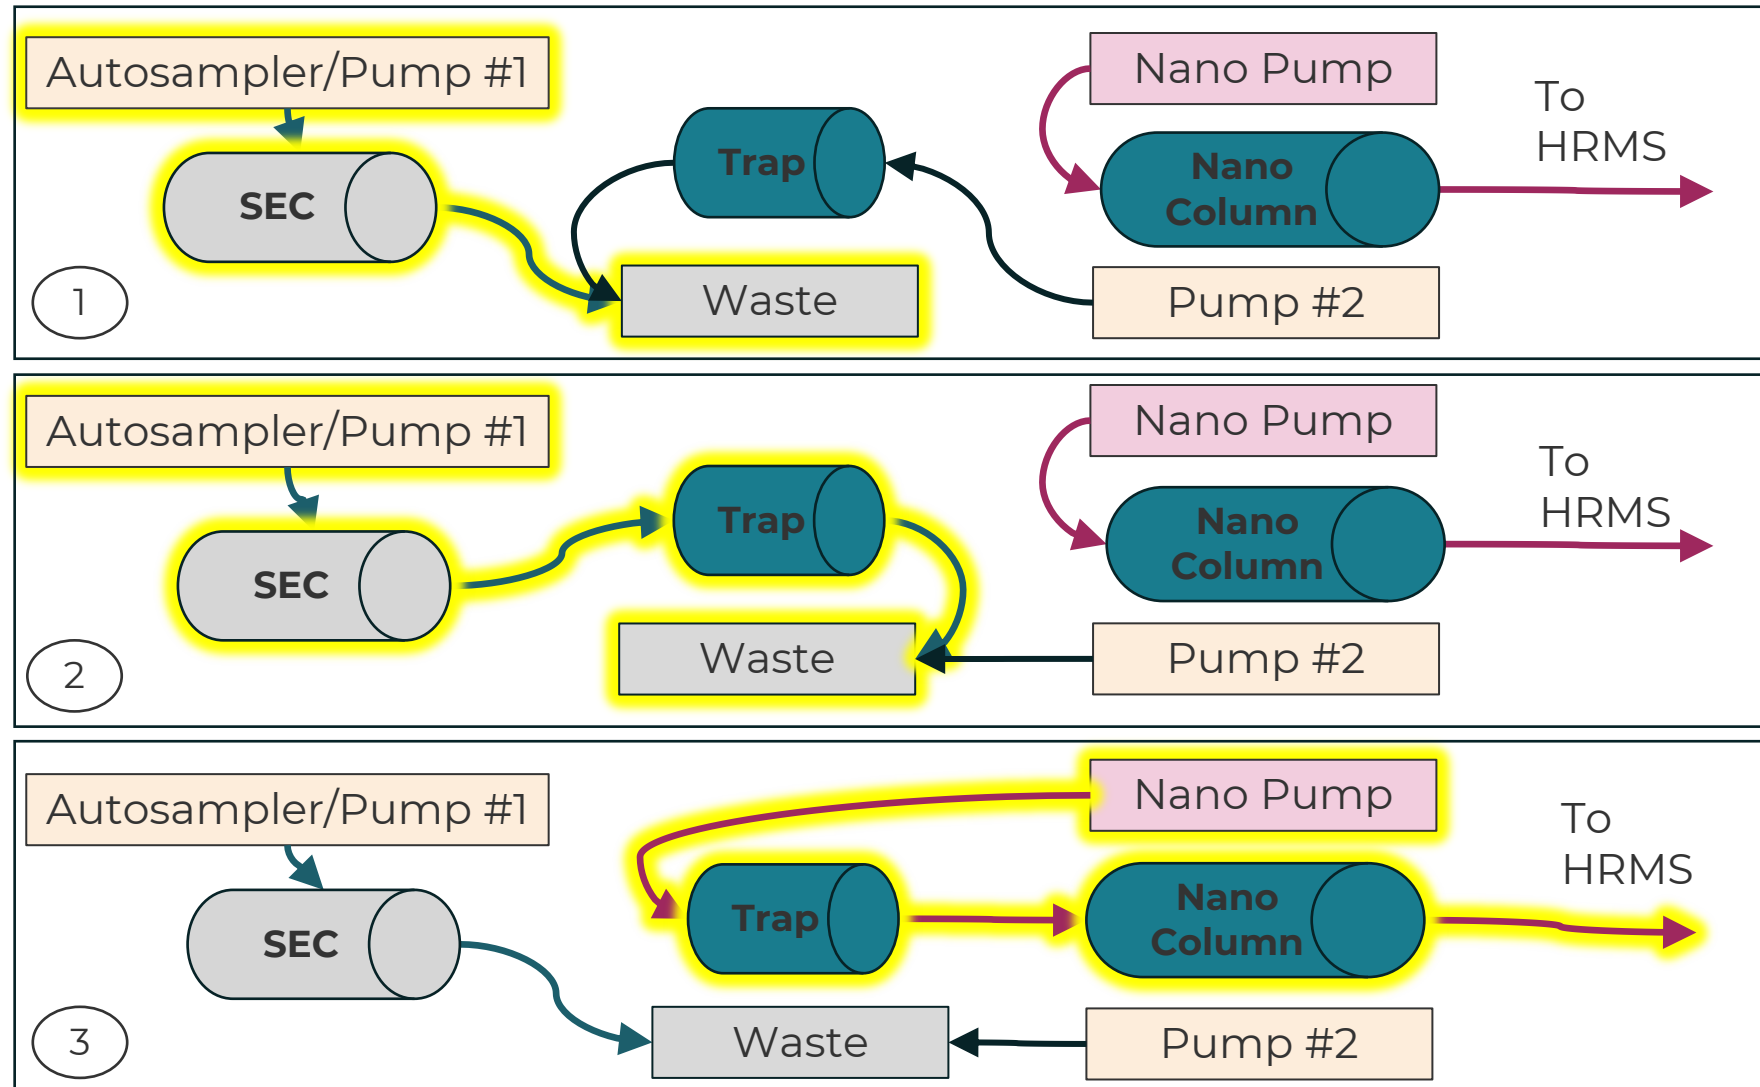 Autosampler/Pump #1
Nano Pump
To
HRMS
Trap
Nano
Column
SEC
Waste
Pump #2
1
Autosampler/Pump #1
Nano Pump
To
HRMS
Trap
Nano
Column
SEC
Waste
Pump #2
2
Autosampler/Pump #1
Nano Pump
To
HRMS
Trap
Nano
Column
SEC
Waste
Pump #2
3